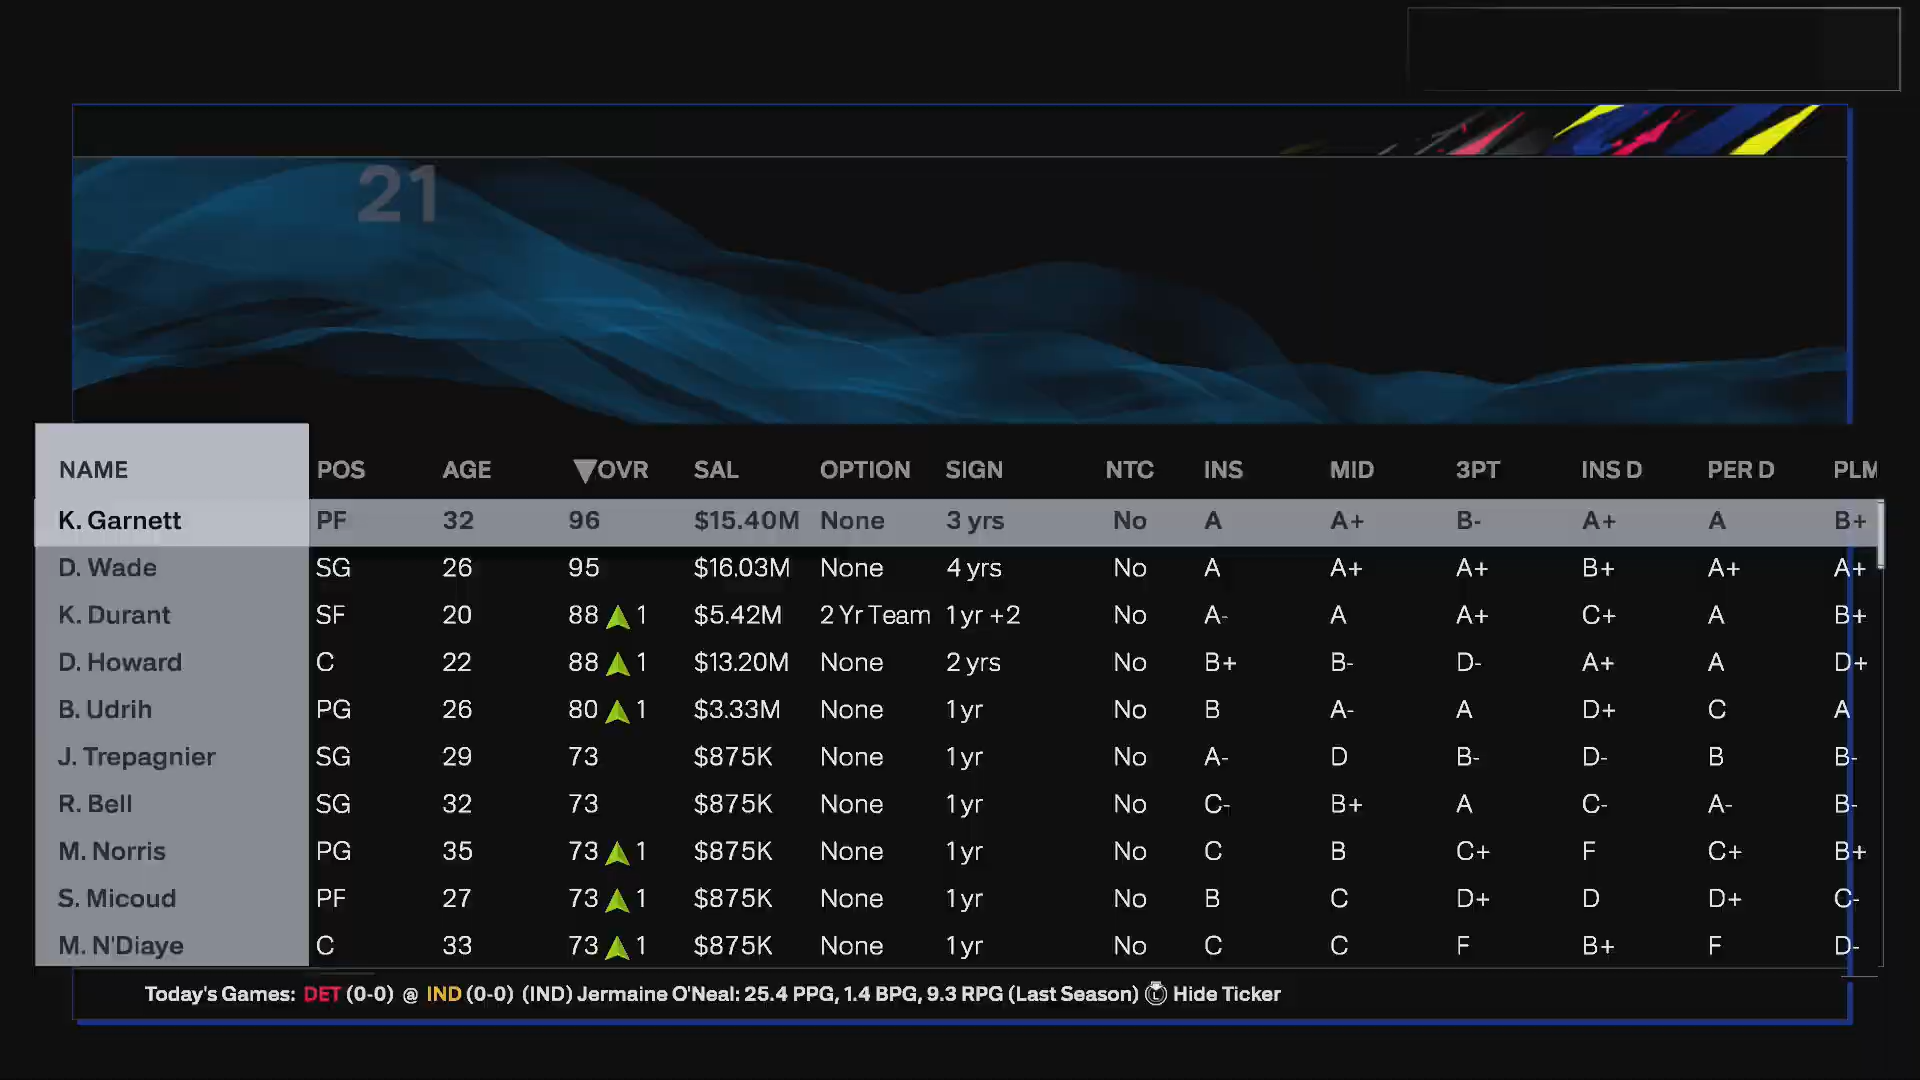 21
NAME POS AGE ▼OVR SAL OPTION SIGN NTC INS MID 3PT INS D PER D PLM
K. Garnett PF 32 96 $15.40M None 3 yrs No A A+ B- A+ A B+
D. Wade SG 26 95 $16.03M None 4 yrs No A A+ A+ B+ A+ A+
K. Durant SF 20 88 ▲ 1 $5.42M 2 Yr Team 1 yr +2 No A- A A+ C+ A B+
D. Howard C 22 88 ▲ 1 $13.20M None 2 yrs No B+ B- D- A+ A D+
B. Udrih PG 26 80 ▲ 1 $3.33M None 1 yr No B A- A D+ C A
J. Trepagnier SG 29 73 $875K None 1 yr No A- D B- D- B B-
R. Bell SG 32 73 $875K None 1 yr No C- B+ A C- A- B-
M. Norris PG 35 73 ▲ 1 $875K None 1 yr No C B C+ F C+ B+
S. Micoud PF 27 73 ▲ 1 $875K None 1 yr No B C D+ D D+ C-
M. N'Diaye C 33 73 ▲ 1 $875K None 1 yr No C C F B+ F D-
Today's Games: DET (0-0) @ IND (0-0) (IND) Jermaine O'Neal: 25.4 PPG, 1.4 BPG, 9.3 RPG (Last Season) L Hide Ticker